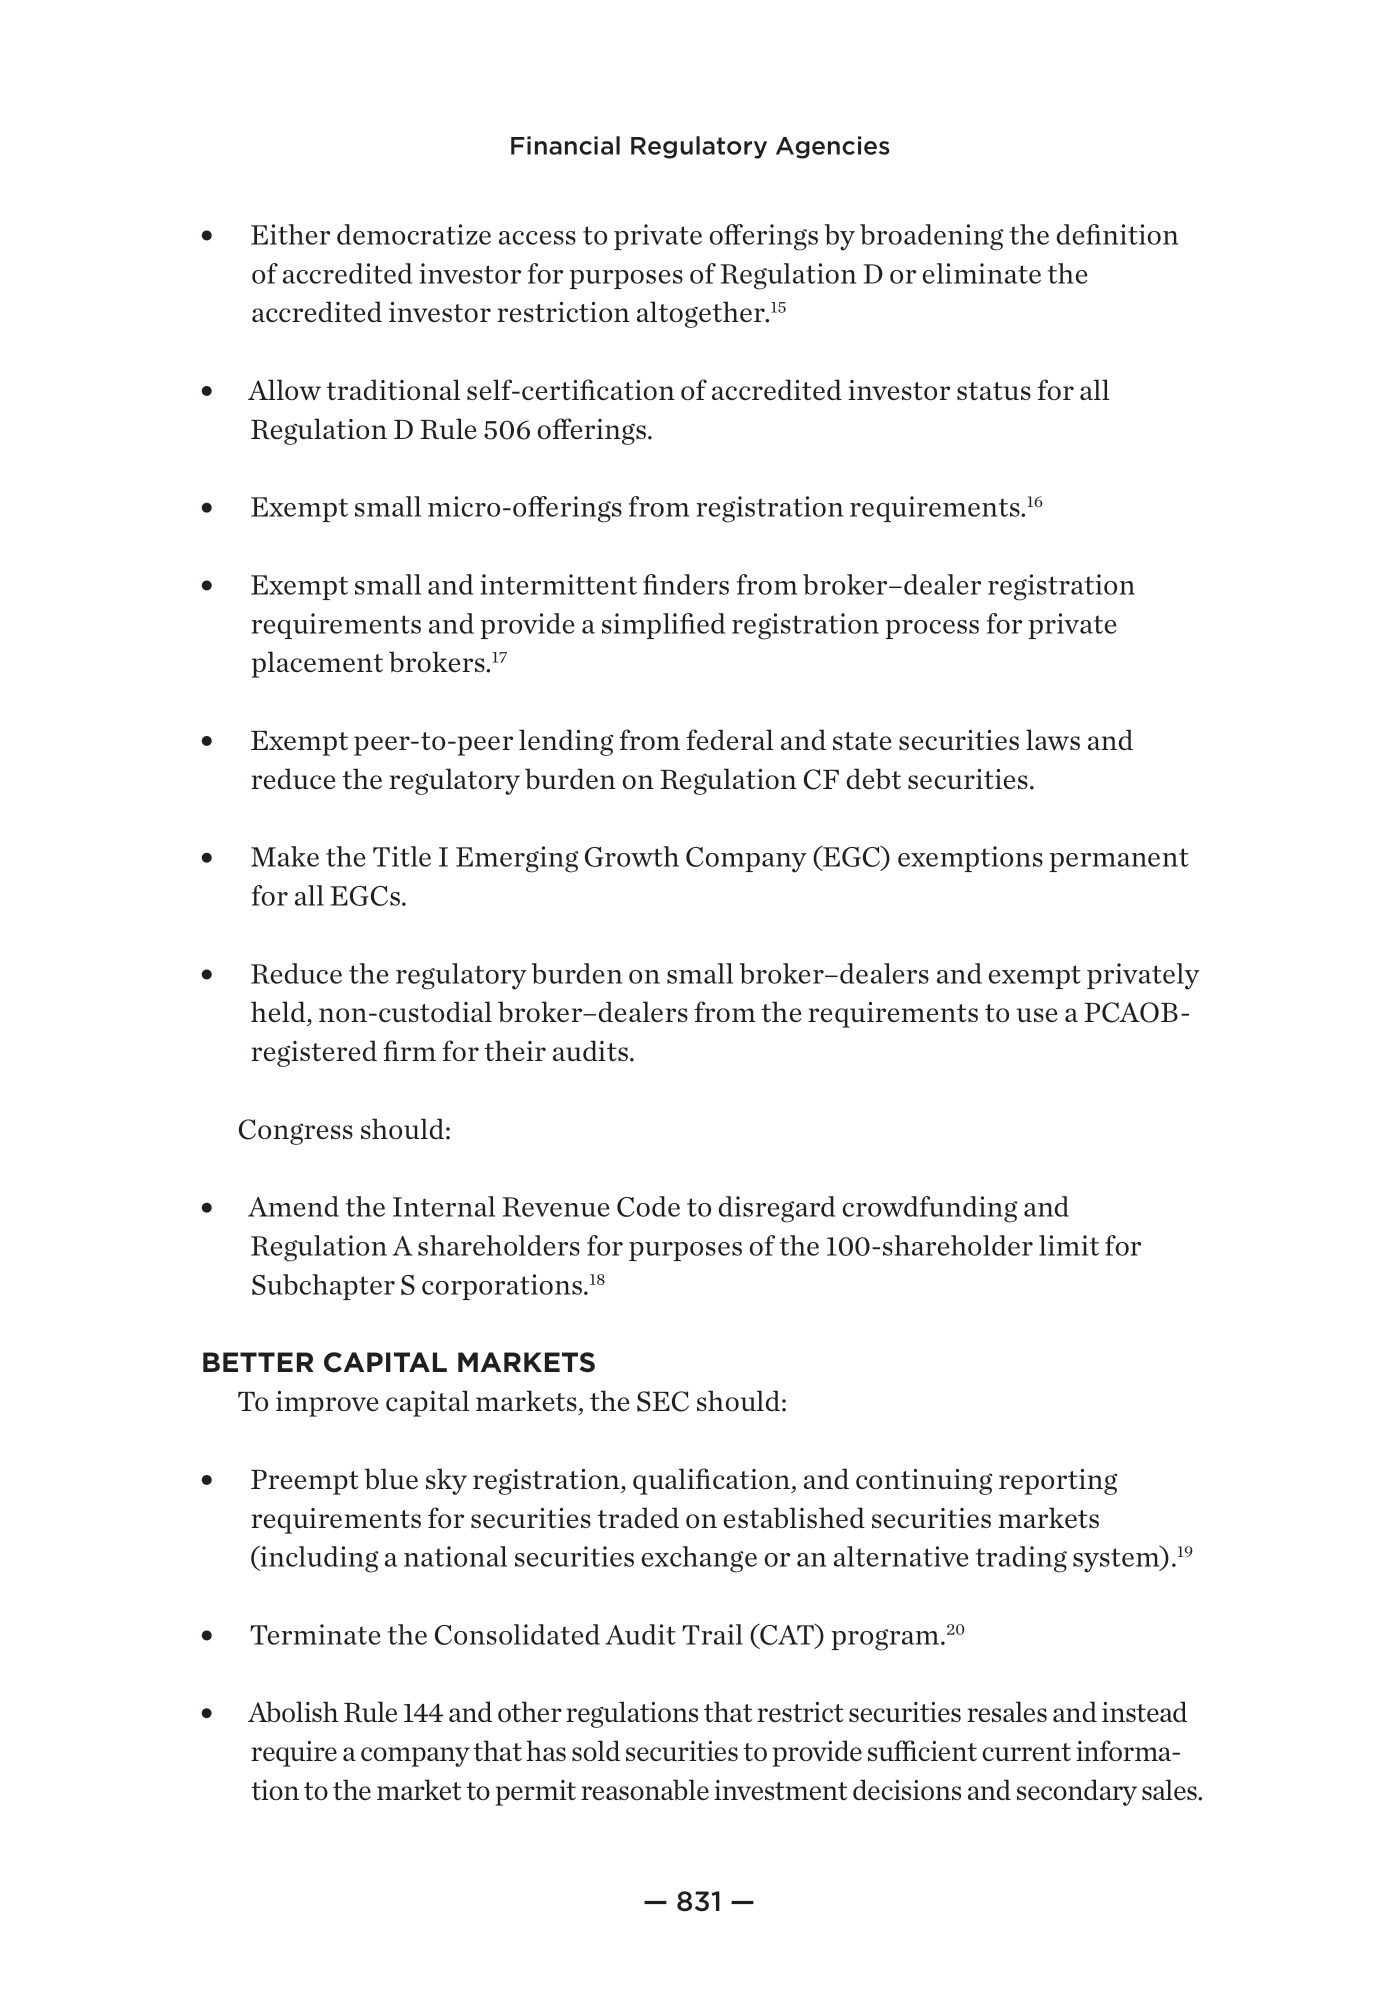 Financial Regulatory Agencies
• Either democratize access to private offerings by broadening the definition
of accredited investor for purposes of Regulation D or eliminate the
accredited investor restriction altogether.15
• Allow traditional self-certification of accredited investor status for all
Regulation D Rule 506 offerings.
• Exempt small micro-offerings from registration requirements.16
• Exempt small and intermittent finders from broker–dealer registration
requirements and provide a simplified registration process for private
placement brokers.17
• Exempt peer-to-peer lending from federal and state securities laws and
reduce the regulatory burden on Regulation CF debt securities.
• Make the Title I Emerging Growth Company (EGC) exemptions permanent
for all EGCs.
• Reduce the regulatory burden on small broker–dealers and exempt privately
held, non-custodial broker–dealers from the requirements to use a PCAOB-
registered firm for their audits.
Congress should:
• Amend the Internal Revenue Code to disregard crowdfunding and
Regulation A shareholders for purposes of the 100-shareholder limit for
Subchapter S corporations.18
BETTER CAPITAL MARKETS
To improve capital markets, the SEC should:
• Preempt blue sky registration, qualification, and continuing reporting
requirements for securities traded on established securities markets
(including a national securities exchange or an alternative trading system).19
• Terminate the Consolidated Audit Trail (CAT) program.20
• Abolish Rule 144 and other regulations that restrict securities resales and instead
require a company that has sold securities to provide sufficient current informa-
tion to the market to permit reasonable investment decisions and secondary sales.
— 831 —